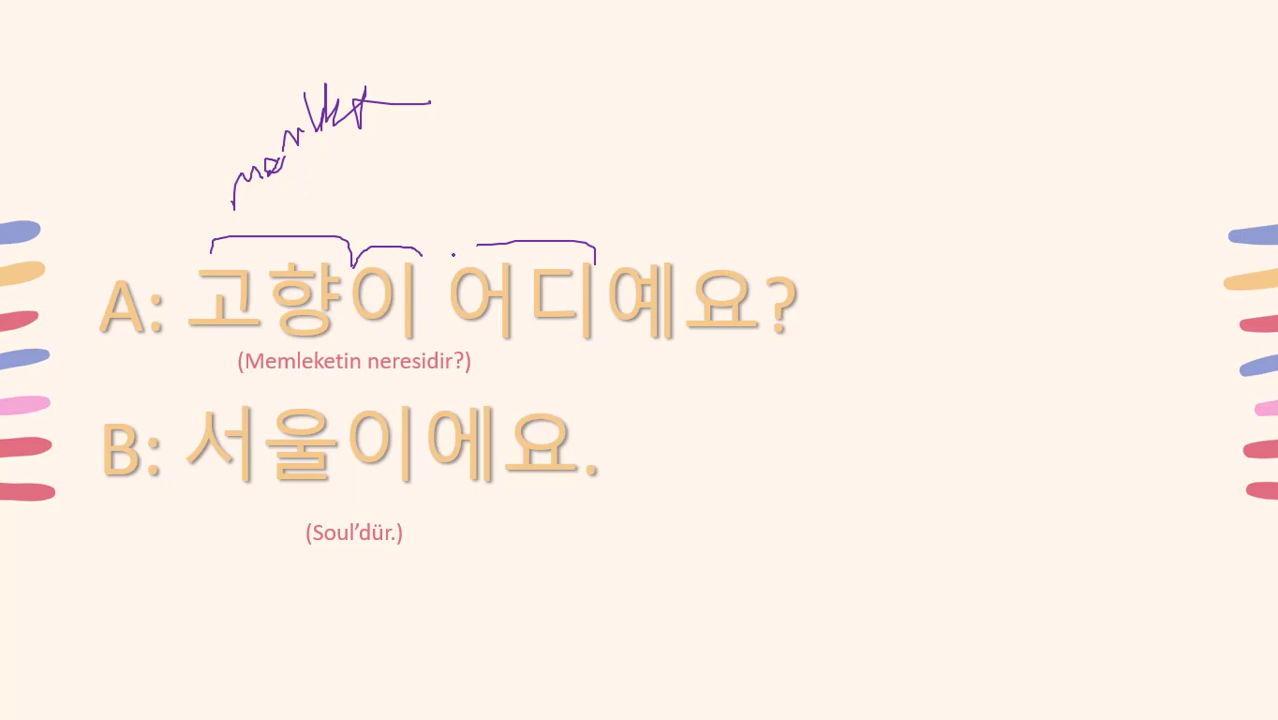 A: 고향이 어디예요?
(Memleketin neresidir?)
B: 서울이에요.
(Soul’dür.)